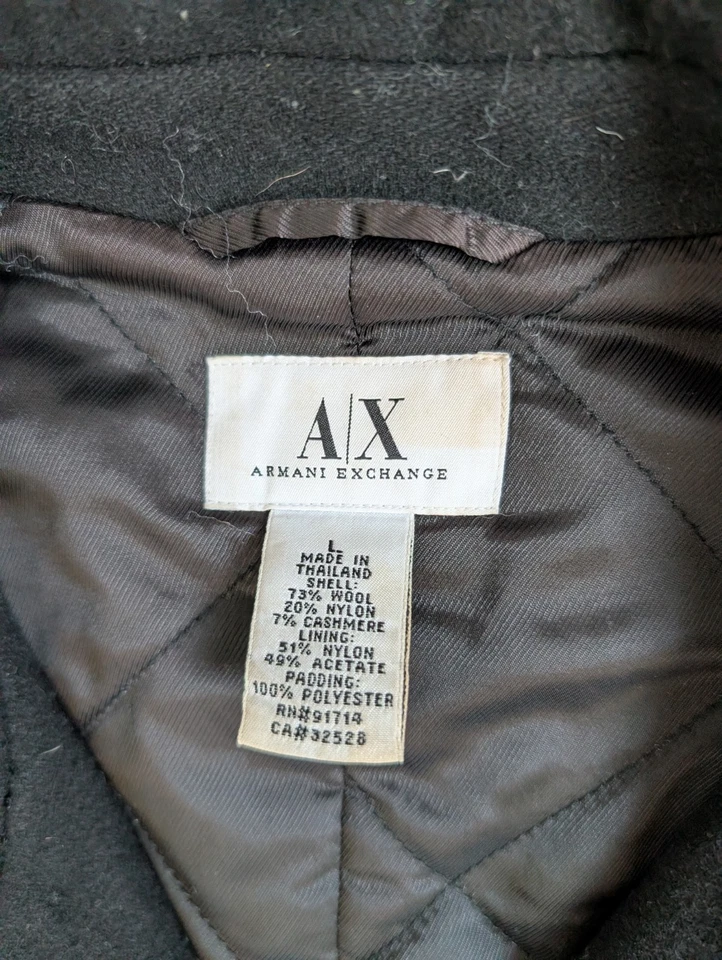 A|X
ARMANI EXCHANGE
L
MADE IN
THAILAND
SHELL:
73% WOOL
20% NYLON
7% CASHMERE
LINING:
51% NYLON
49% ACETATE
PADDING:
100% POLYESTER
RN#91714
CA#32528